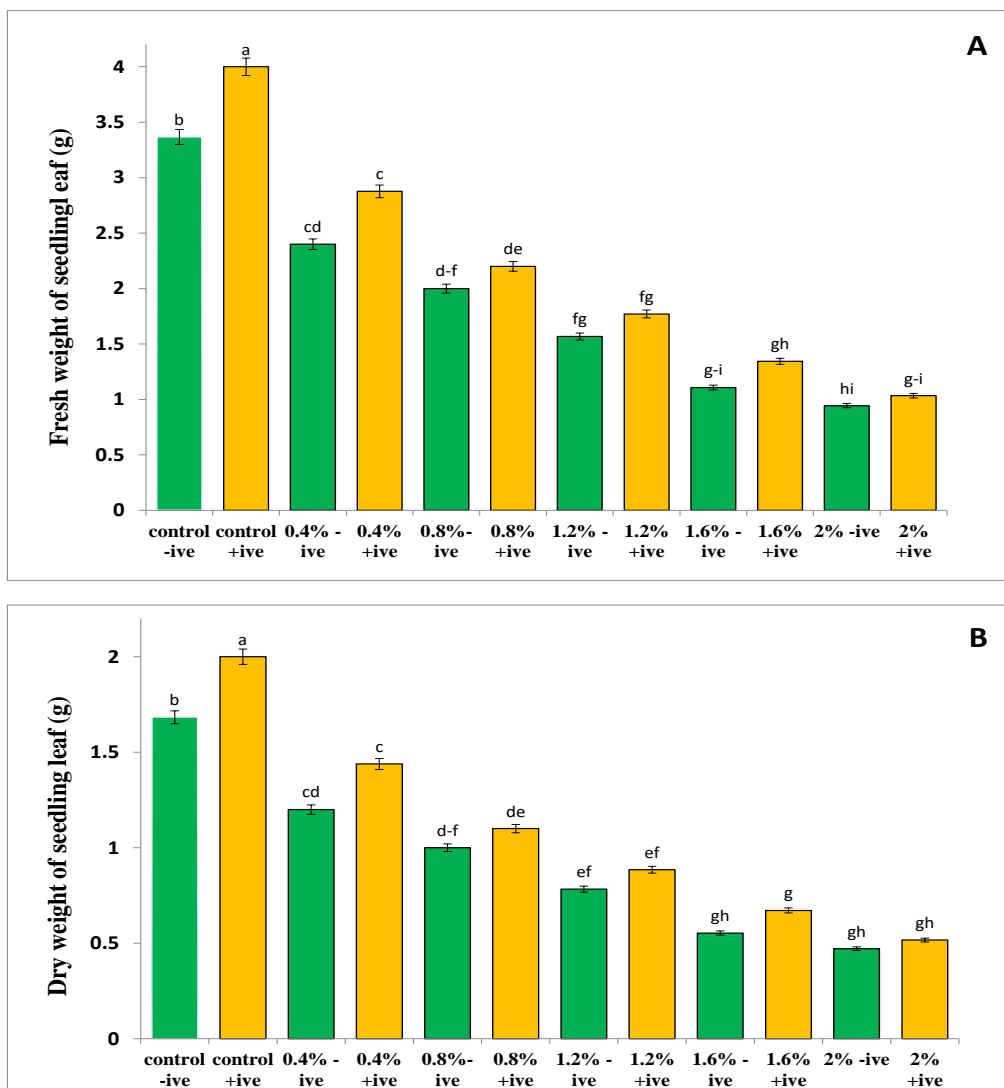 A
Fresh weight of seedlingl eaf (g)
4
3.5
3
2.5
2
1.5
1
0.5
0
b
a
cd
c
d-f
de
fg
fg
g-i
gh
hi
g-i
control -ive
control +ive
0.4% - ive
0.4% +ive
0.8%- ive
0.8% +ive
1.2% - ive
1.2% +ive
1.6% - ive
1.6% +ive
2% -ive
2% +ive
B
Dry weight of seedling leaf (g)
2
1.5
1
0.5
0
b
a
cd
c
d-f
de
ef
ef
gh
g
gh
gh
control -ive
control +ive
0.4% - ive
0.4% +ive
0.8%- ive
0.8% +ive
1.2% - ive
1.2% +ive
1.6% - ive
1.6% +ive
2% -ive
2% +ive